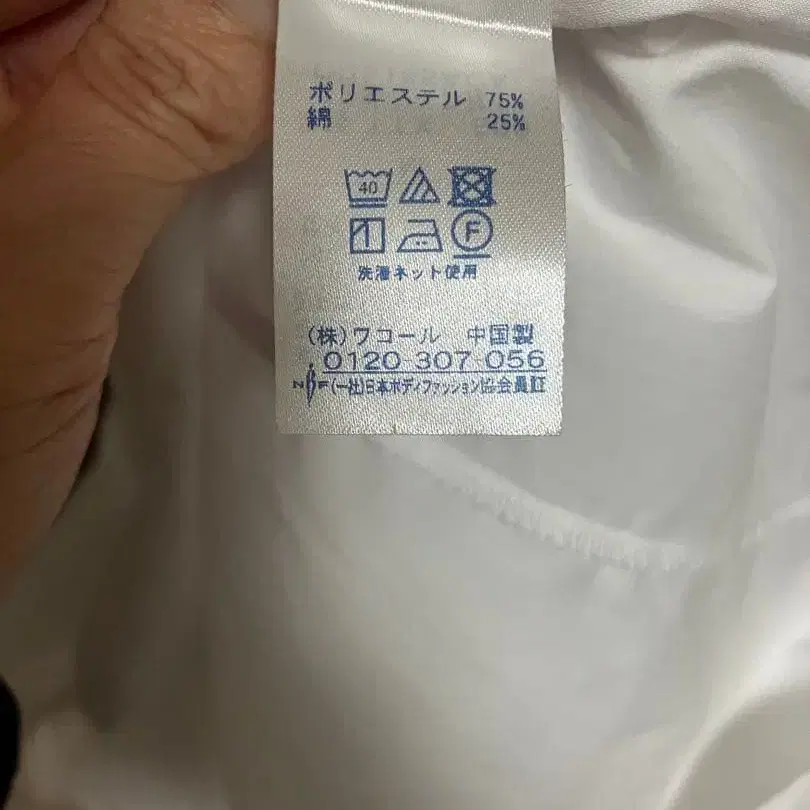 ポリエステル 75%
綿 25%
40
F
洗濯ネット使用
(株)ワコール 中国製
0120-307-056
NBF(一社)日本ボディファッション協会会員証